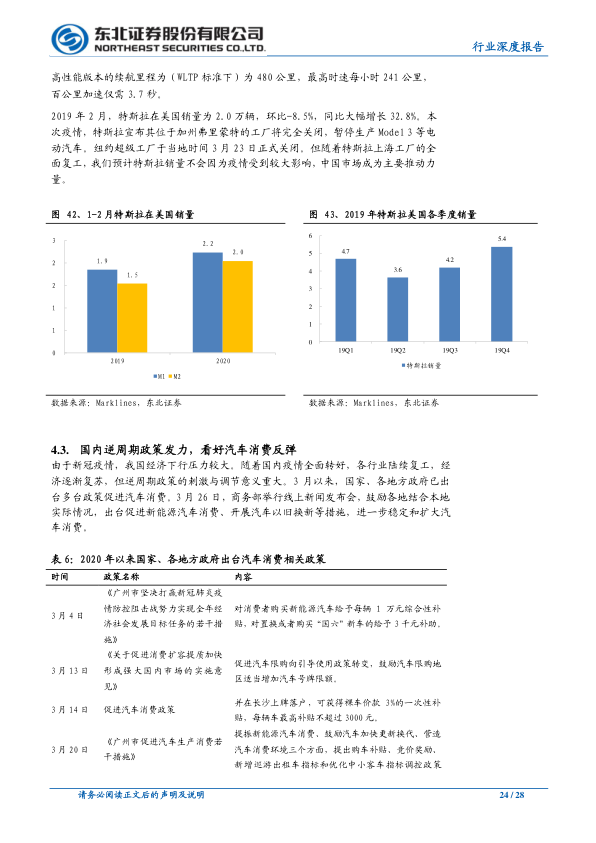 东北证券股份有限公司
NORTHEAST SECURITIES CO.,LTD.
行业深度报告
高性能版本的续航里程为（WLTP 标准下）为 480 公里，最高时速每小时 241 公里，
百公里加速仅需 3.7 秒。
2019 年 2 月，特斯拉在美国销量为 2.0 万辆，环比-8.5%，同比大幅增长 32.8%。本
次疫情，特斯拉宣布其位于加州弗里蒙特的工厂将完全关闭，暂停生产 Model 3 等电
动汽车。纽约超级工厂于当地时间 3 月 23 日正式关闭。但随着特斯拉上海工厂的全
面复工，我们预计特斯拉销量不会因为疫情受到较大影响，中国市场成为主要推动力
量。
图 42、1-2 月特斯拉在美国销量
3
2
2
1
1
0
1.9
1.5
2.2
2.0
2019
2020
M1 M2
数据来源：Marklines，东北证券
图 43、2019 年特斯拉美国各季度销量
6
5
4
3
2
1
0
4.7
3.6
4.2
5.4
19Q1
19Q2
19Q3
19Q4
特斯拉销量
数据来源：Marklines，东北证券
4.3. 国内逆周期政策发力，看好汽车消费反弹
由于新冠疫情，我国经济下行压力较大。随着国内疫情全面转好，各行业陆续复工，经
济逐渐复苏，但逆周期政策的刺激与调节意义重大。3 月以来，国家、各地方政府已出
台多台政策促进汽车消费。3 月 26 日，商务部举行线上新闻发布会，鼓励各地结合本地
实际情况，出台促进新能源汽车消费、开展汽车以旧换新等措施，进一步稳定和扩大汽
车消费。
表 6：2020 年以来国家、各地方政府出台汽车消费相关政策
时间 政策名称 内容
3 月 4 日
《广州市坚决打赢新冠肺炎疫
情防控阻击战努力实现全年经
济社会发展目标任务的若干措
施》
对消费者购买新能源汽车给予每辆 1 万元综合性补
贴，对置换或者购买“国六”新车的给予 3 千元补助。
3 月 13 日
《关于促进消费扩容提质加快
形成强大国内市场的实施意
见》
促进汽车限购向引导使用政策转变，鼓励汽车限购地
区适当增加汽车号牌限额。
3 月 14 日
促进汽车消费政策
并在长沙上牌落户，可获得裸车价款 3%的一次性补
贴，每辆车最高补贴不超过 3000 元。
3 月 20 日
《广州市促进汽车生产消费若
干措施》
提振新能源汽车消费、鼓励汽车加快更新换代、营造
汽车消费环境三个方面，提出购车补贴、竞价奖励、
新增巡游出租车指标和优化中小客车指标调控政策
请务必阅读正文后的声明及说明
24 / 28